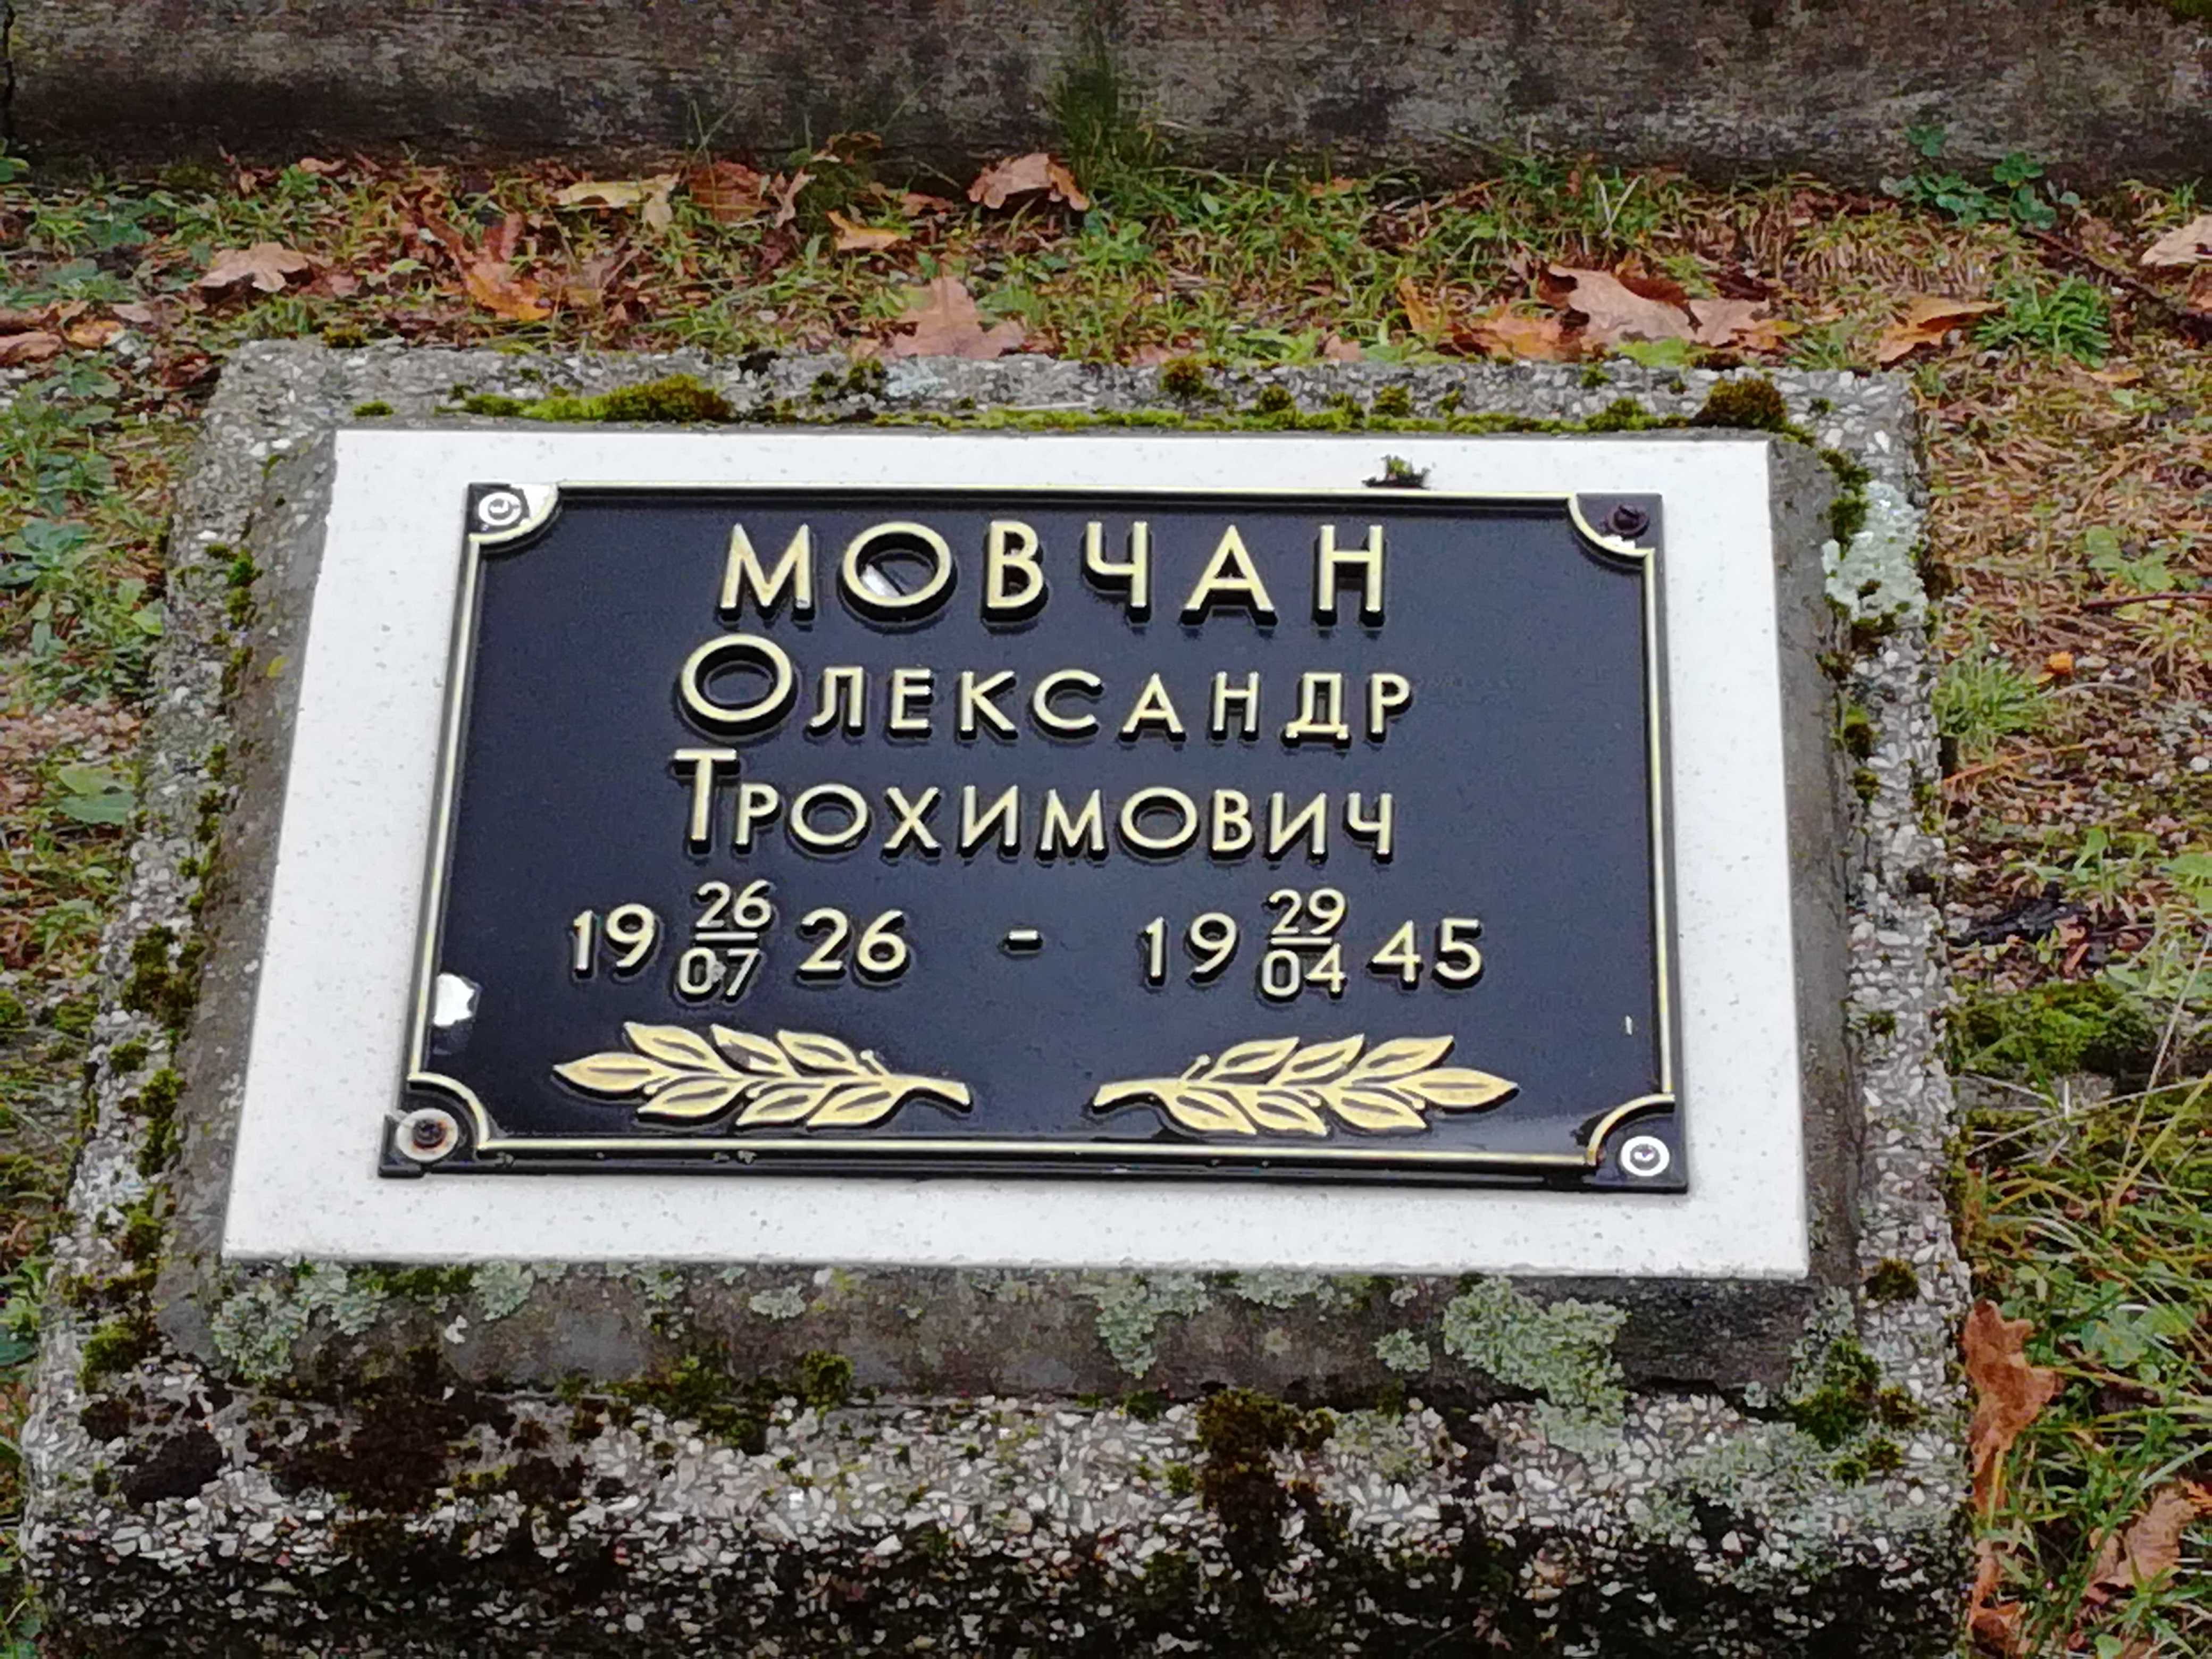 МОВЧАН
ОЛЕКСАНДР
ТРОХИМОВИЧ
19 26/07 26 - 19 29/04 45